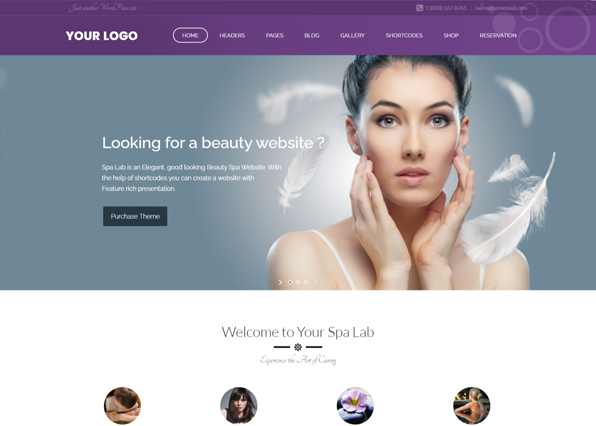 Just another WordPress site
1 (800) 567 8765
name@somemail.com
YOUR LOGO
HOME
HEADERS
PAGES
BLOG
GALLERY
SHORTCODES
SHOP
RESERVATION
Looking for a beauty website ?
Spa Lab is an Elegant, good looking Beauty Spa Website. With
the help of shortcodes you can create a website with
Feature rich presentation.
Purchase Theme
Welcome to Your Spa Lab
Experience the Art of Caring